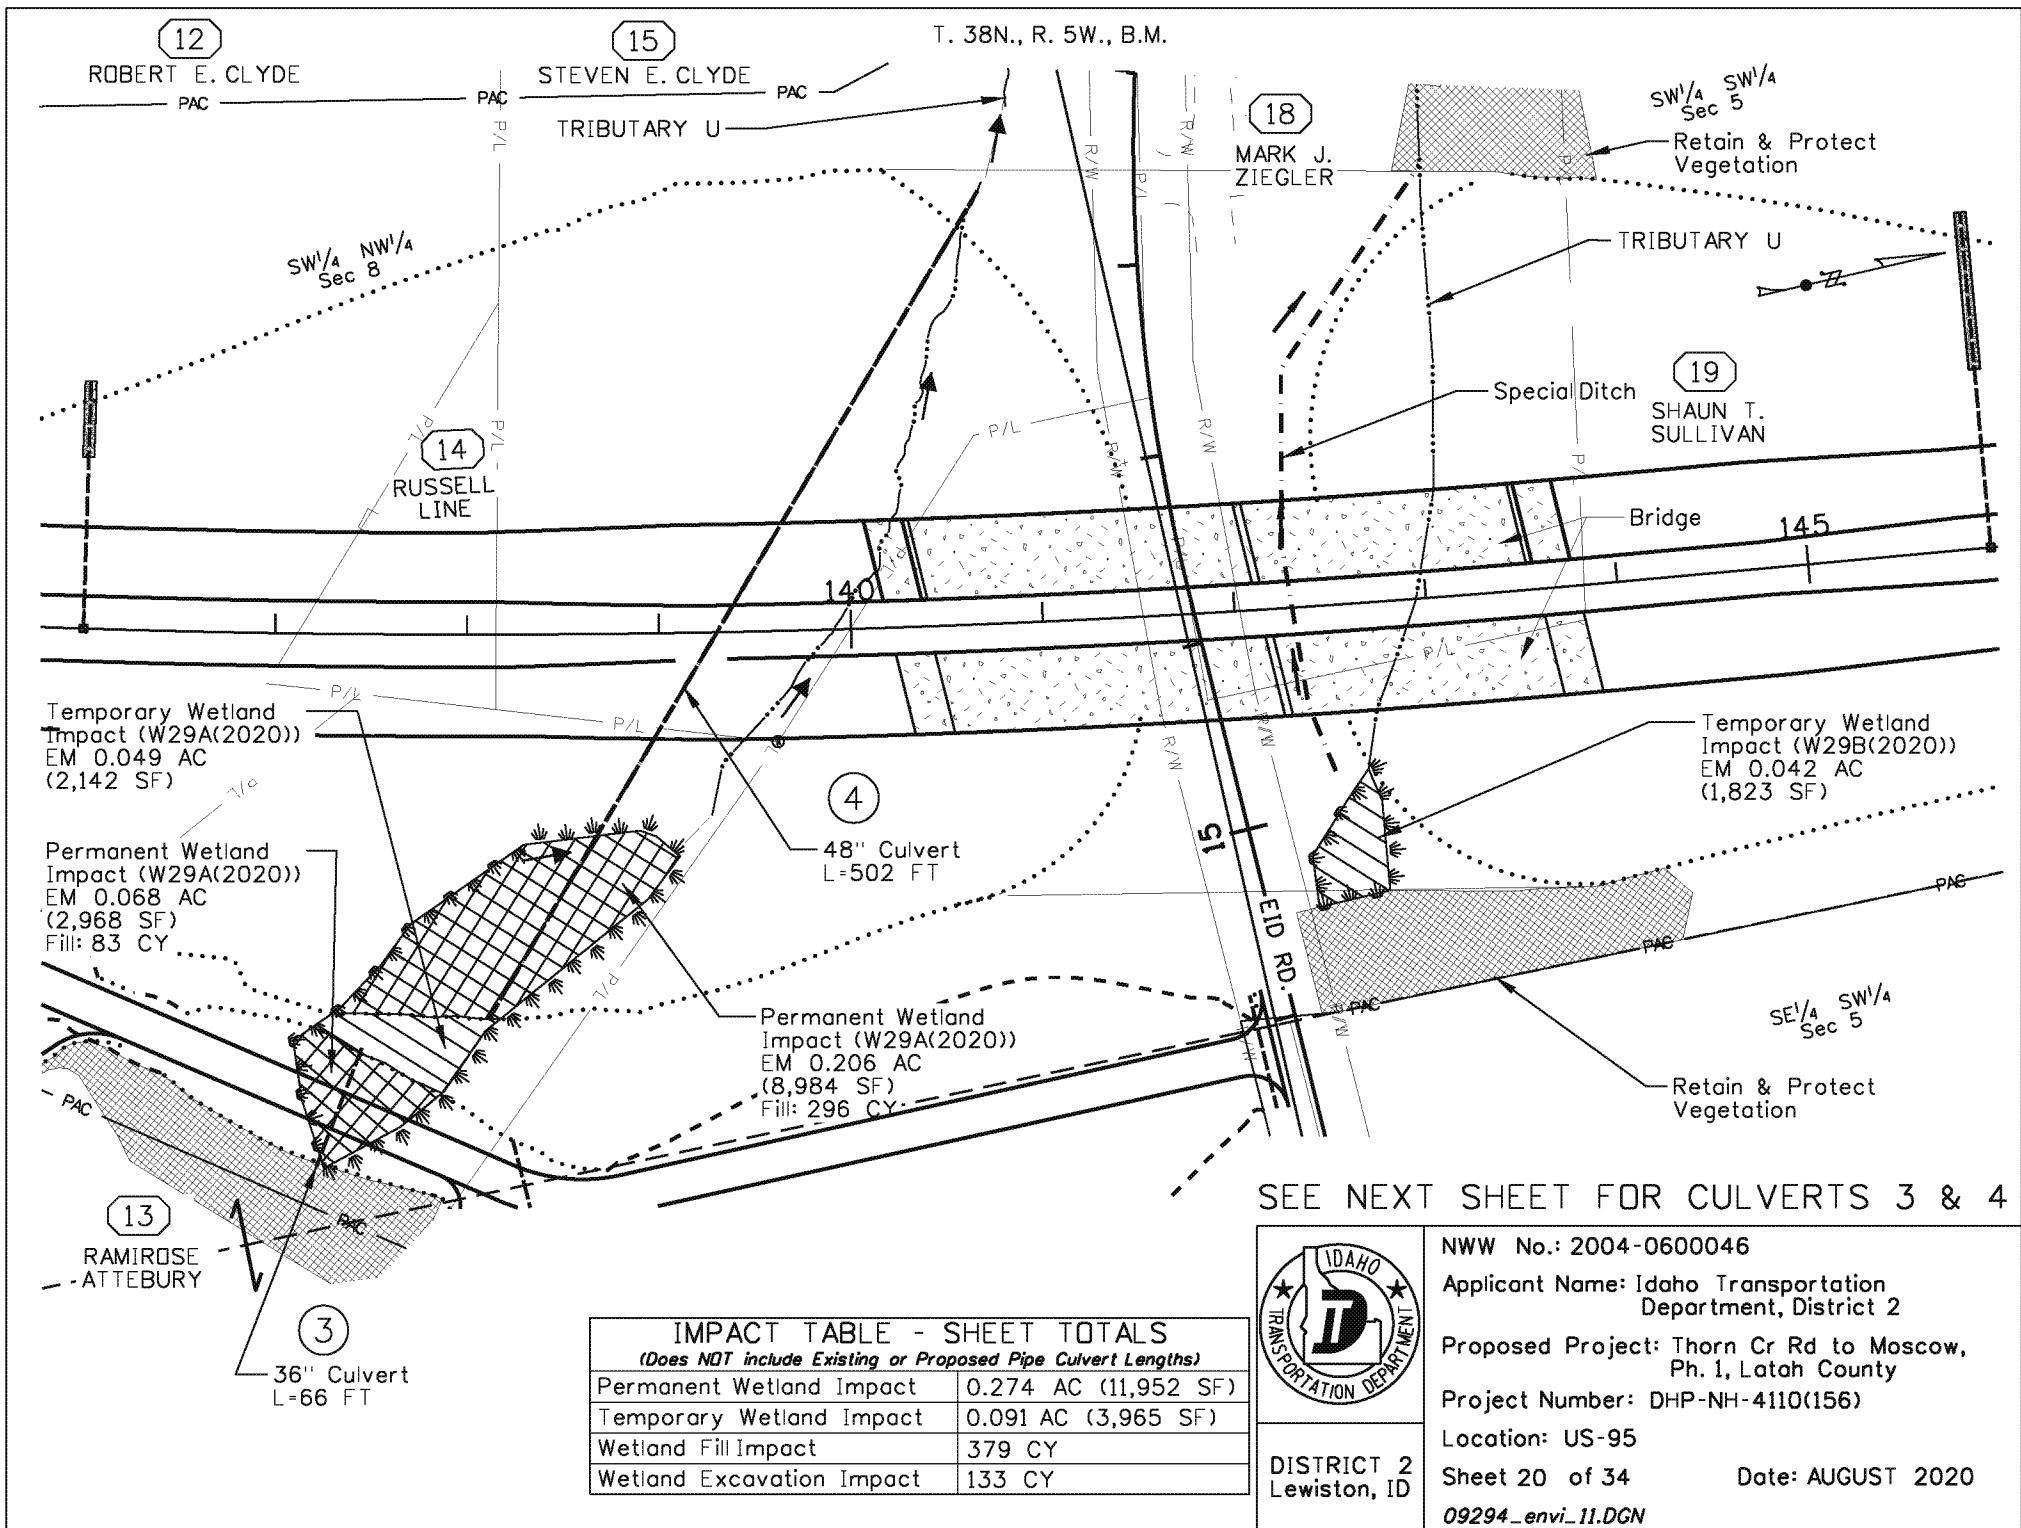 12
ROBERT E. CLYDE
15
STEVEN E. CLYDE
T. 38N., R. 5W., B.M.
PAC
PAC
PAC
TRIBUTARY U
P/L
R/W
R/W
P/L
18
MARK J.
ZIEGLER
SW1/4 SW1/4
Sec 5
Retain & Protect
Vegetation
SW1/4 NW1/4
Sec 8
TRIBUTARY U
N
Special Ditch
19
SHAUN T.
SULLIVAN
14
RUSSELL
LINE
P/L
P/L
P/L
R/W
R/W
P/L
Bridge
145
140
P/L
P/L
P/L
Temporary Wetland
Impact (W29A(2020))
EM 0.049 AC
(2,142 SF)
Permanent Wetland
Impact (W29A(2020))
EM 0.068 AC
(2,968 SF)
Fill: 83 CY
4
48" Culvert
L=502 FT
R/W
R/W
15
EID RD
Temporary Wetland
Impact (W29B(2020))
EM 0.042 AC
(1,823 SF)
PAC
PAC
PAC
P/L
R/W
Permanent Wetland
Impact (W29A(2020))
EM 0.206 AC
(8,984 SF)
Fill: 296 CY
SE1/4 SW1/4
Sec 5
Retain & Protect
Vegetation
PAC
PAC
13
RAMIROSE
ATTEBURY
3
36" Culvert
L=66 FT
SEE NEXT SHEET FOR CULVERTS 3 & 4
IMPACT TABLE - SHEET TOTALS
(Does NOT include Existing or Proposed Pipe Culvert Lengths)
Permanent Wetland Impact 0.274 AC (11,952 SF)
Temporary Wetland Impact 0.091 AC (3,965 SF)
Wetland Fill Impact 379 CY
Wetland Excavation Impact 133 CY
IDAHO
TRANSPORTATION DEPARTMENT
DISTRICT 2
Lewiston, ID
NWW No.: 2004-0600046
Applicant Name: Idaho Transportation
Department, District 2
Proposed Project: Thorn Cr Rd to Moscow,
Ph. 1, Latah County
Project Number: DHP-NH-4110(156)
Location: US-95
Sheet 20 of 34 Date: AUGUST 2020
09294_envi_11.DGN